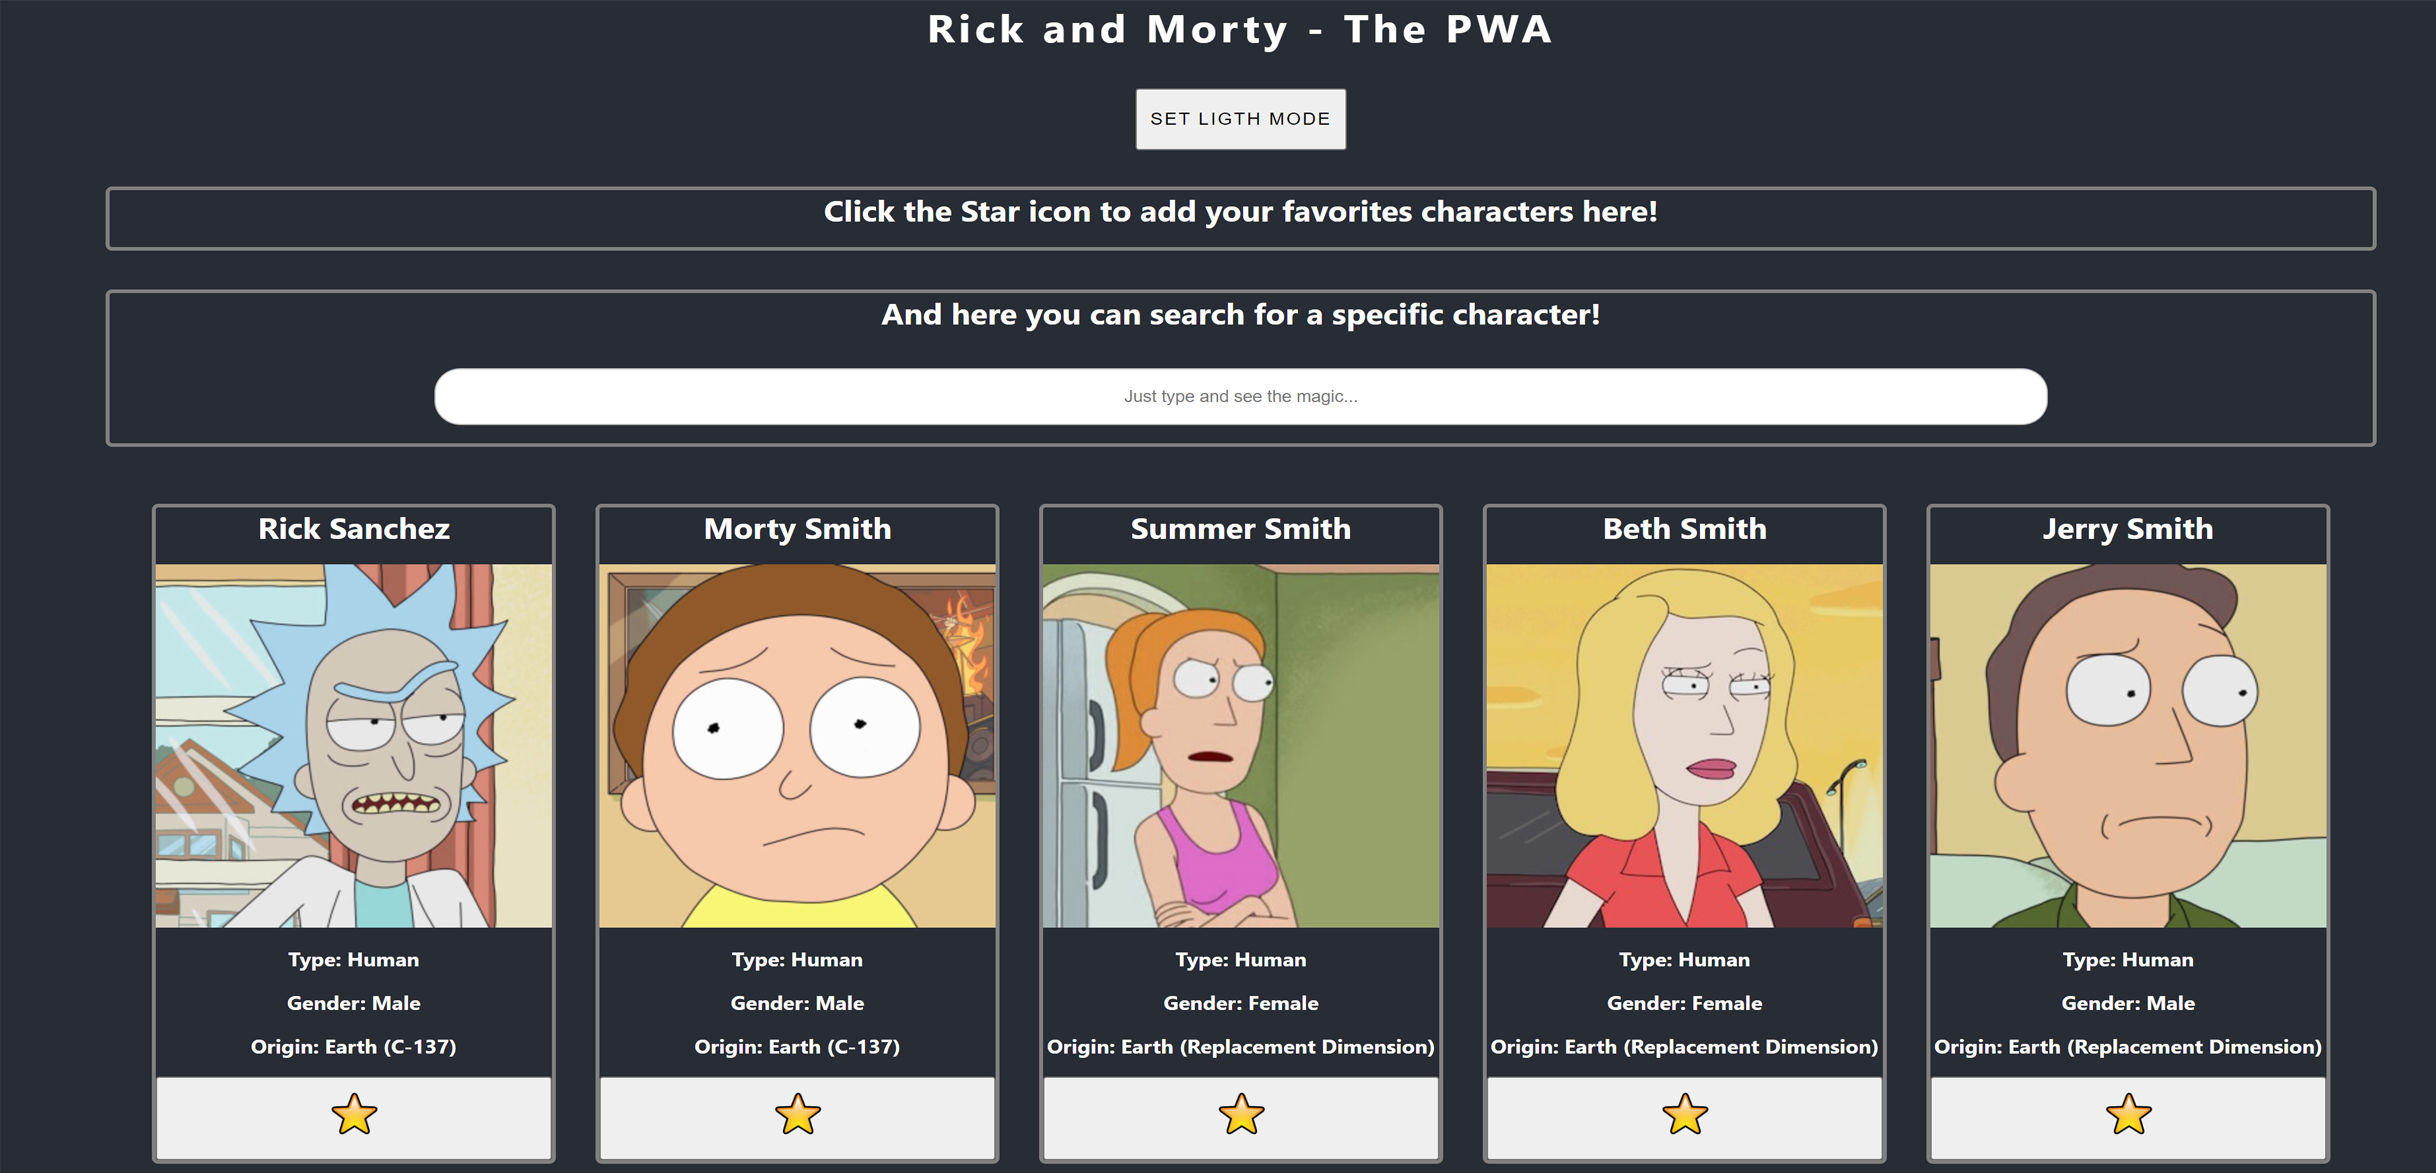 Rick and Morty - The PWA
SET LIGTH MODE
Click the Star icon to add your favorites characters here!
And here you can search for a specific character!
Just type and see the magic...
Rick Sanchez
Type: Human
Gender: Male
Origin: Earth (C-137)
Morty Smith
Type: Human
Gender: Male
Origin: Earth (C-137)
Summer Smith
Type: Human
Gender: Female
Origin: Earth (Replacement Dimension)
Beth Smith
Type: Human
Gender: Female
Origin: Earth (Replacement Dimension)
Jerry Smith
Type: Human
Gender: Male
Origin: Earth (Replacement Dimension)